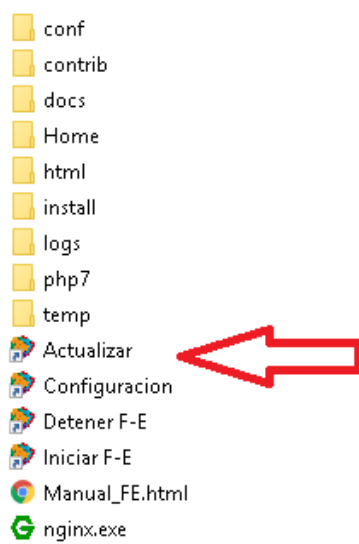 conf
contrib
docs
Home
html
install
logs
php7
temp
Actualizar
Configuracion
Detener F-E
Iniciar F-E
Manual_FE.html
nginx.exe